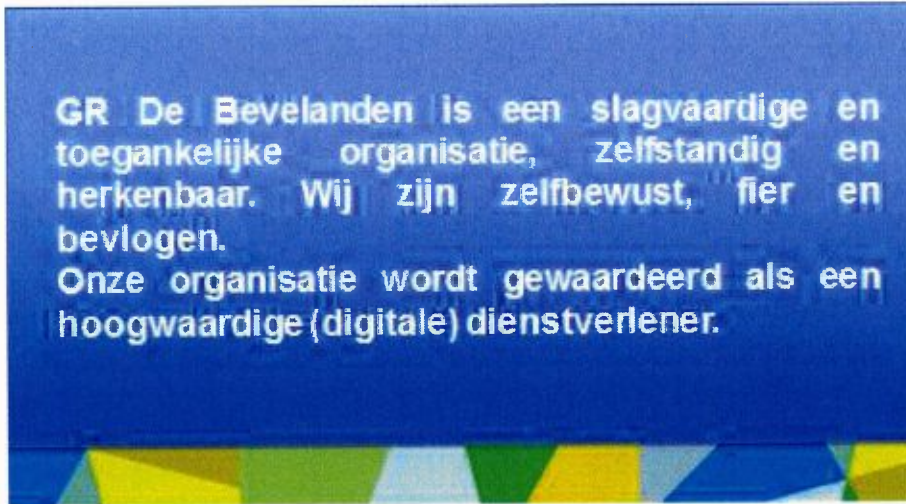 GR De Bevelanden is een slagvaardige en
toegankelijke organisatie, zelfstandig en
herkenbaar. Wij zijn zelfbewust, fier en
bevlogen.
Onze organisatie wordt gewaardeerd als een
hoogwaardige (digitale) dienstverlener.